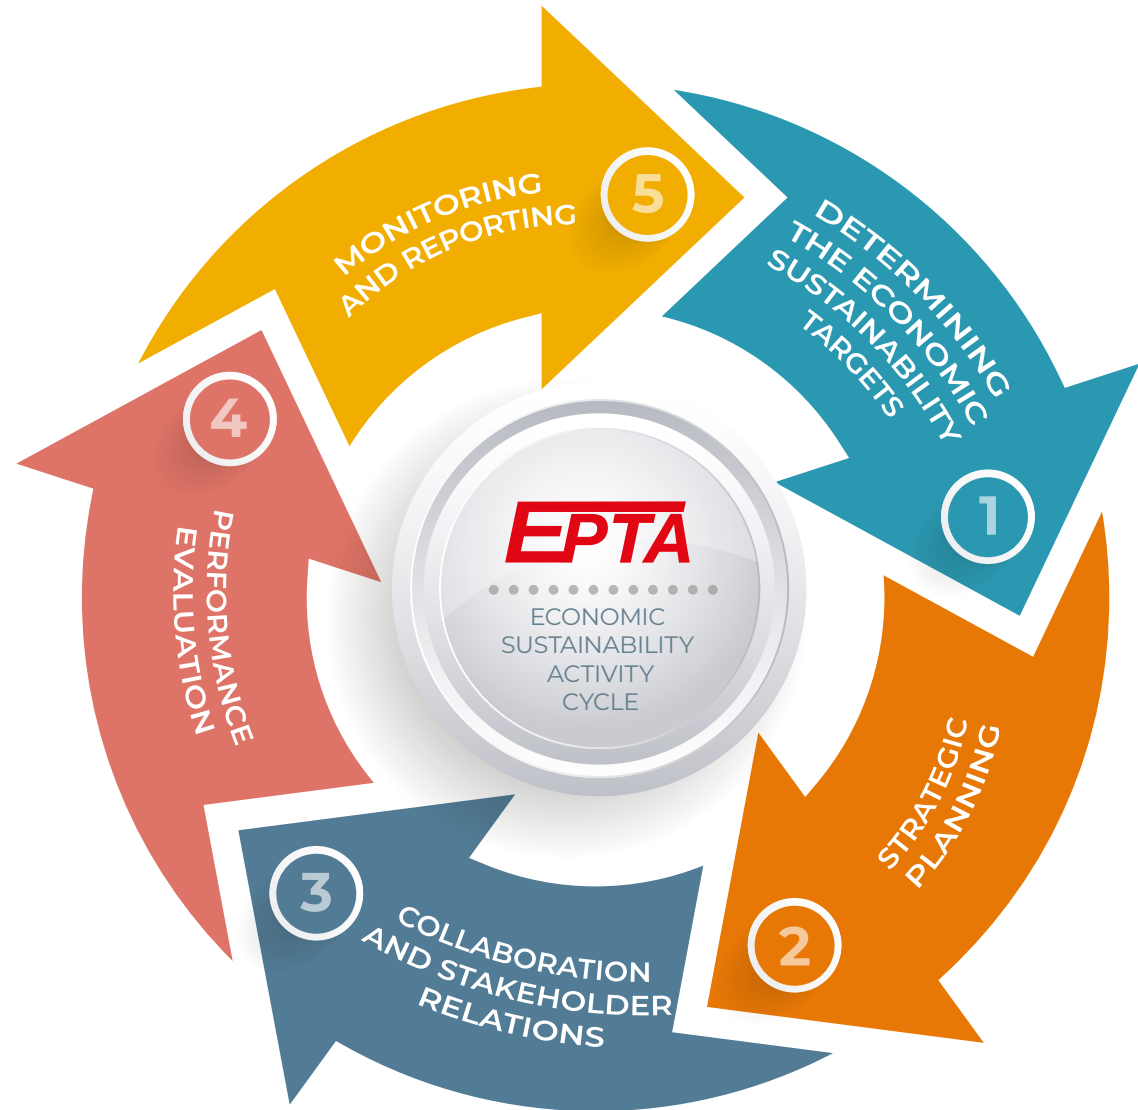 EPTA
ECONOMIC
SUSTAINABILITY
ACTIVITY
CYCLE
DETERMINING
THE ECONOMIC
SUSTAINABILITY
TARGETS
1
STRATEGIC
PLANNING
2
COLLABORATION
AND STAKEHOLDER
RELATIONS
3
PERFORMANCE
EVALUATION
4
MONITORING
AND REPORTING
5